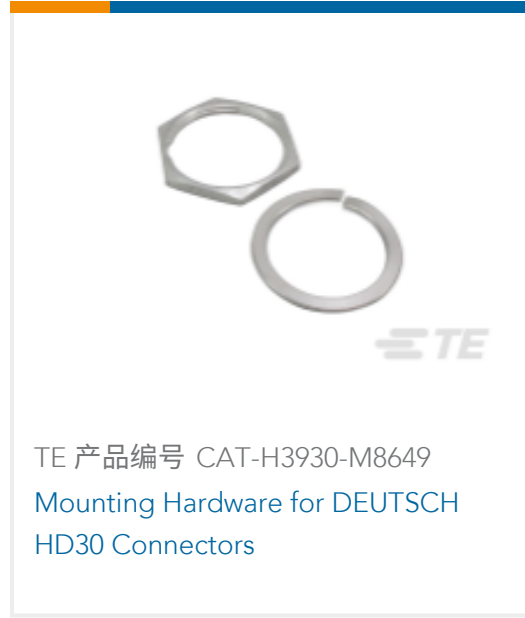 TE
TE 产品编号 CAT-H3930-M8649
Mounting Hardware for DEUTSCH
HD30 Connectors